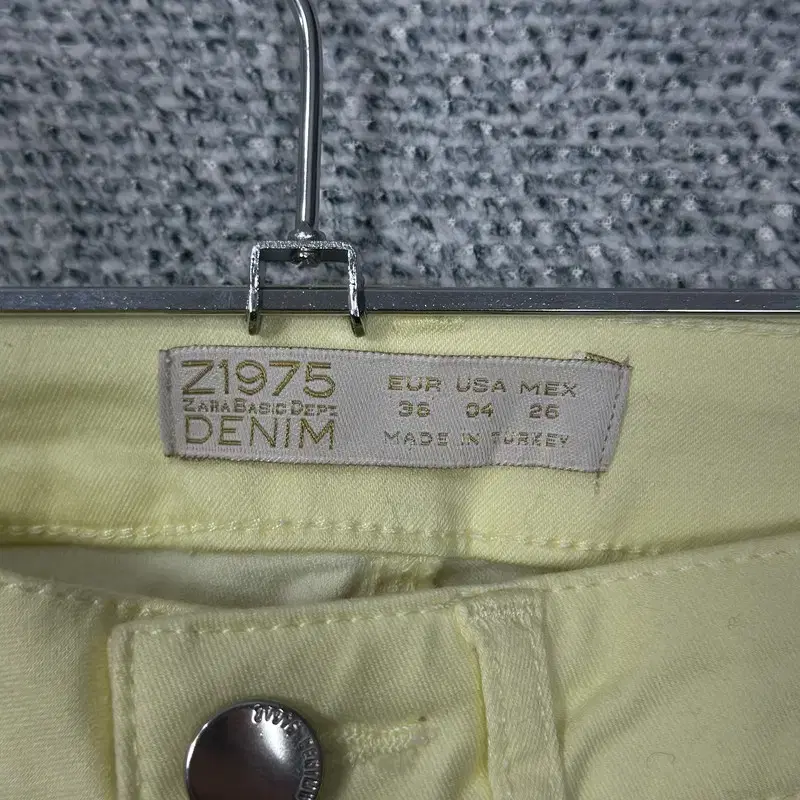 Z1975
ZARA BASIC DEPT
DENIM
EUR USA MEX
36 04 26
MADE IN TURKEY